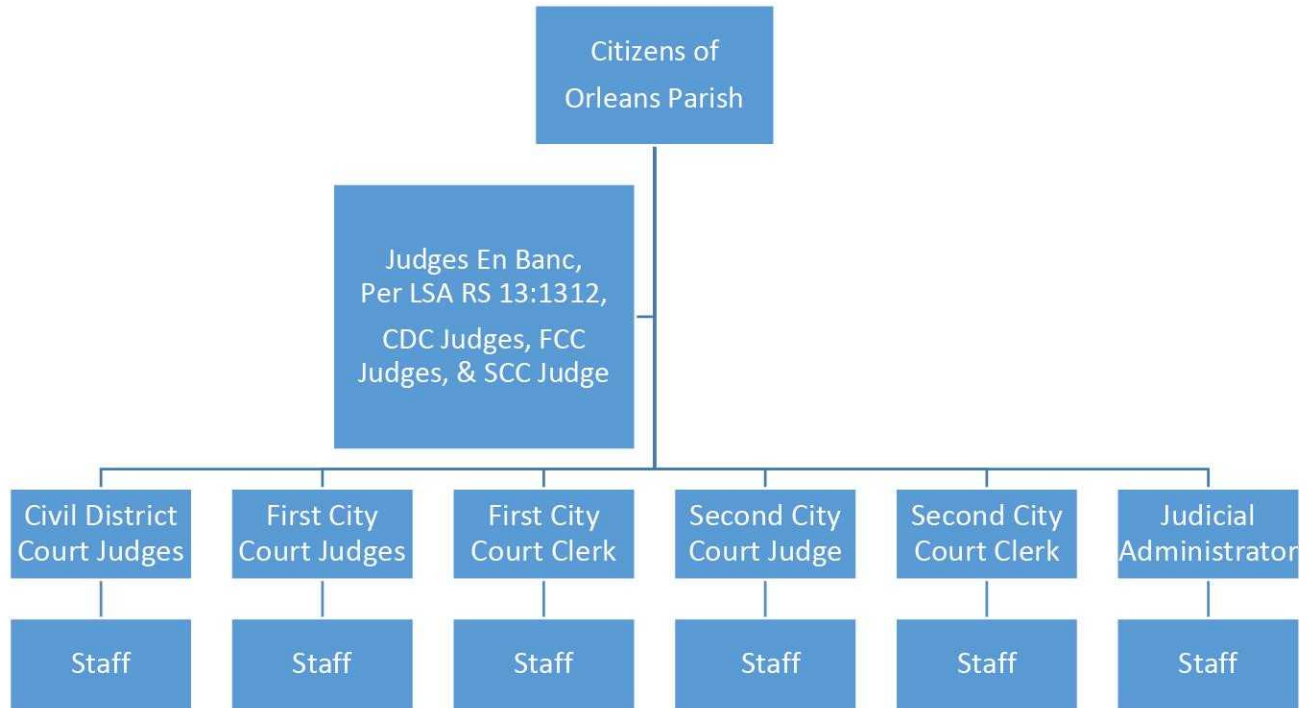 Citizens of
Orleans Parish
Judges En Banc,
Per LSA RS 13:1312,
CDC Judges, FCC
Judges, & SCC Judge
Civil District
Court Judges
First City
Court Judges
First City
Court Clerk
Second City
Court Judge
Second City
Court Clerk
Judicial
Administrator
Staff
Staff
Staff
Staff
Staff
Staff